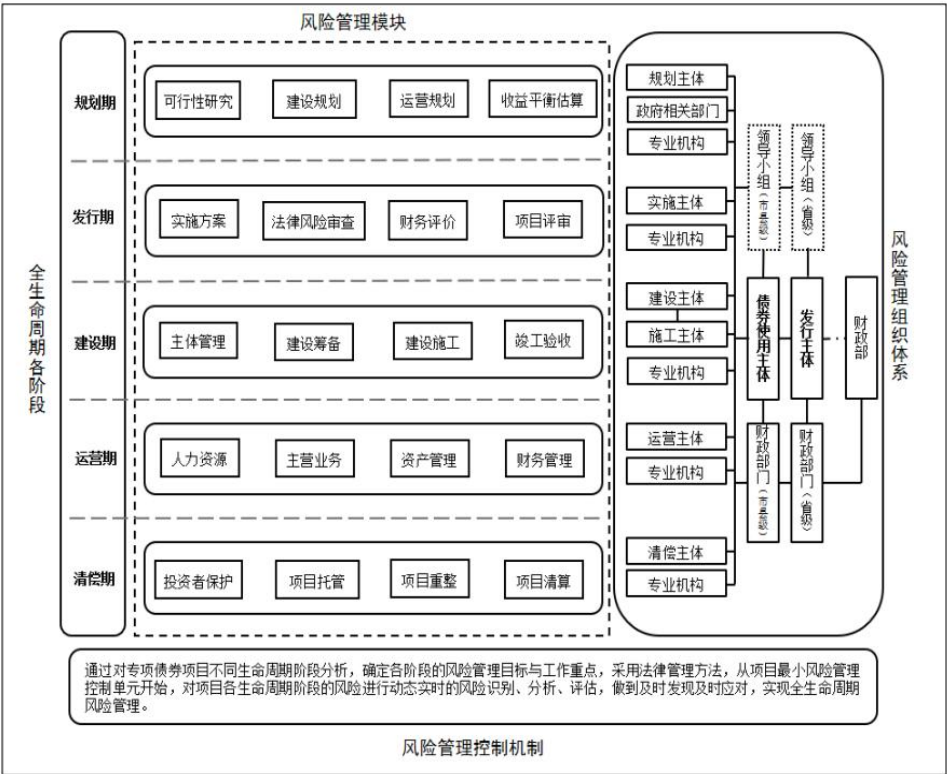 风险管理模块
全生命周期各阶段
规划期
可行性研究
建设规划
运营规划
收益平衡估算
发行期
实施方案
法律风险审查
财务评价
项目评审
建设期
主体管理
建设筹备
建设施工
竣工验收
运营期
人力资源
主营业务
资产管理
财务管理
清偿期
投资者保护
项目托管
项目重整
项目清算
规划主体
政府相关部门
专业机构
实施主体
专业机构
建设主体
施工主体
专业机构
运营主体
专业机构
清偿主体
专业机构
领导小组（市县级）
领导小组（省级）
债券使用主体
发行主体
财政部
财政部门（市县级）
财政部门（省级）
风险管理组织体系
通过对专项债券项目不同生命周期阶段分析，确定各阶段的风险管理目标与工作重点，采用法律管理方法，从项目最小风险管理
控制单元开始，对项目各生命周期阶段的风险进行动态实时的风险识别、分析、评估，做到及时发现及时应对，实现全生命周期
风险管理。
风险管理控制机制